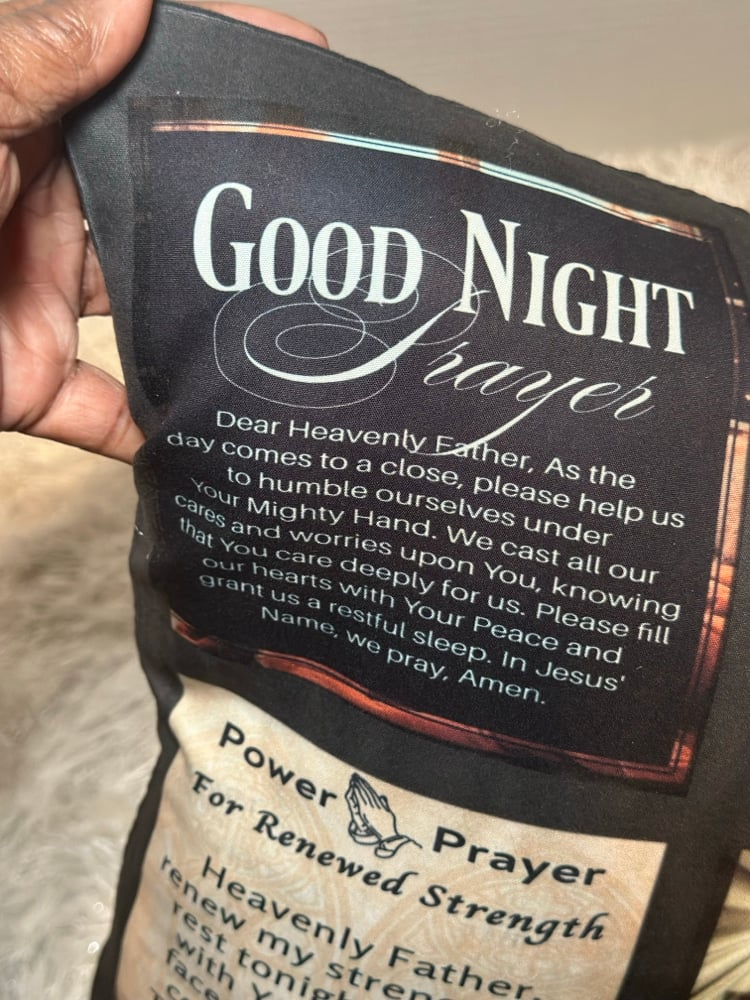 GOOD NIGHT
Prayer
Dear Heavenly Father, As the
day comes to a close, please help us
to humble ourselves under
Your Mighty Hand. We cast all our
cares and worries upon You, knowing
that You care deeply for us. Please fill
our hearts with Your Peace and
grant us a restful sleep. In Jesus'
Name, we pray, Amen.
Power Prayer
For Renewed Strength
Heavenly Father,
renew my
rest
with